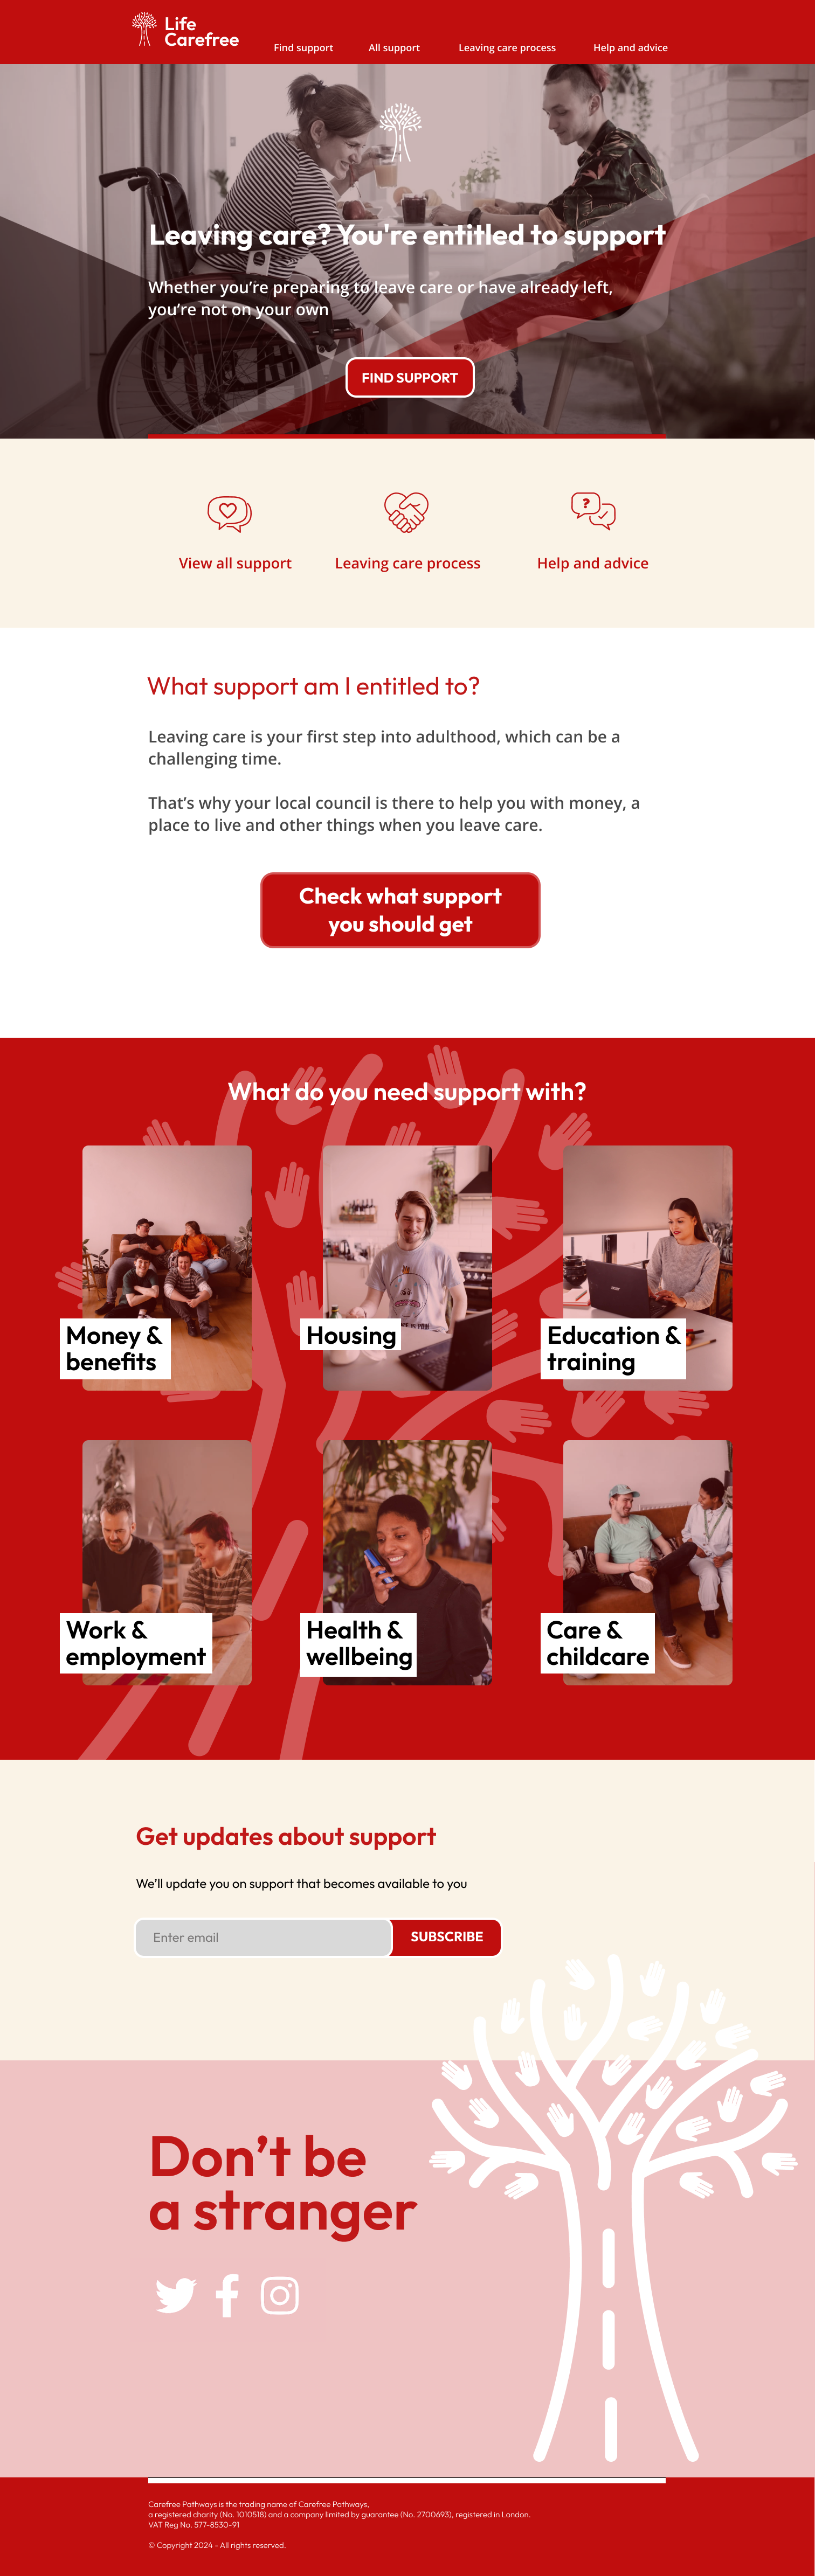 Life
Carefree
Find support
All support
Leaving care process
Help and advice
Leaving care? You're entitled to support
Whether you’re preparing to leave care or have already left,
you’re not on your own
FIND SUPPORT
View all support
Leaving care process
Help and advice
What support am I entitled to?
Leaving care is your first step into adulthood, which can be a
challenging time.
That’s why your local council is there to help you with money, a
place to live and other things when you leave care.
Check what support
you should get
What do you need support with?
Money &
benefits
Housing
Education &
training
Work &
employment
Health &
wellbeing
Care &
childcare
Get updates about support
We’ll update you on support that becomes available to you
Enter email
SUBSCRIBE
Don’t be
a stranger
Carefree Pathways is the trading name of Carefree Pathways,
a registered charity (No. 1010518) and a company limited by guarantee (No. 2700693), registered in London.
VAT Reg No. 577-8530-91
© Copyright 2024 - All rights reserved.